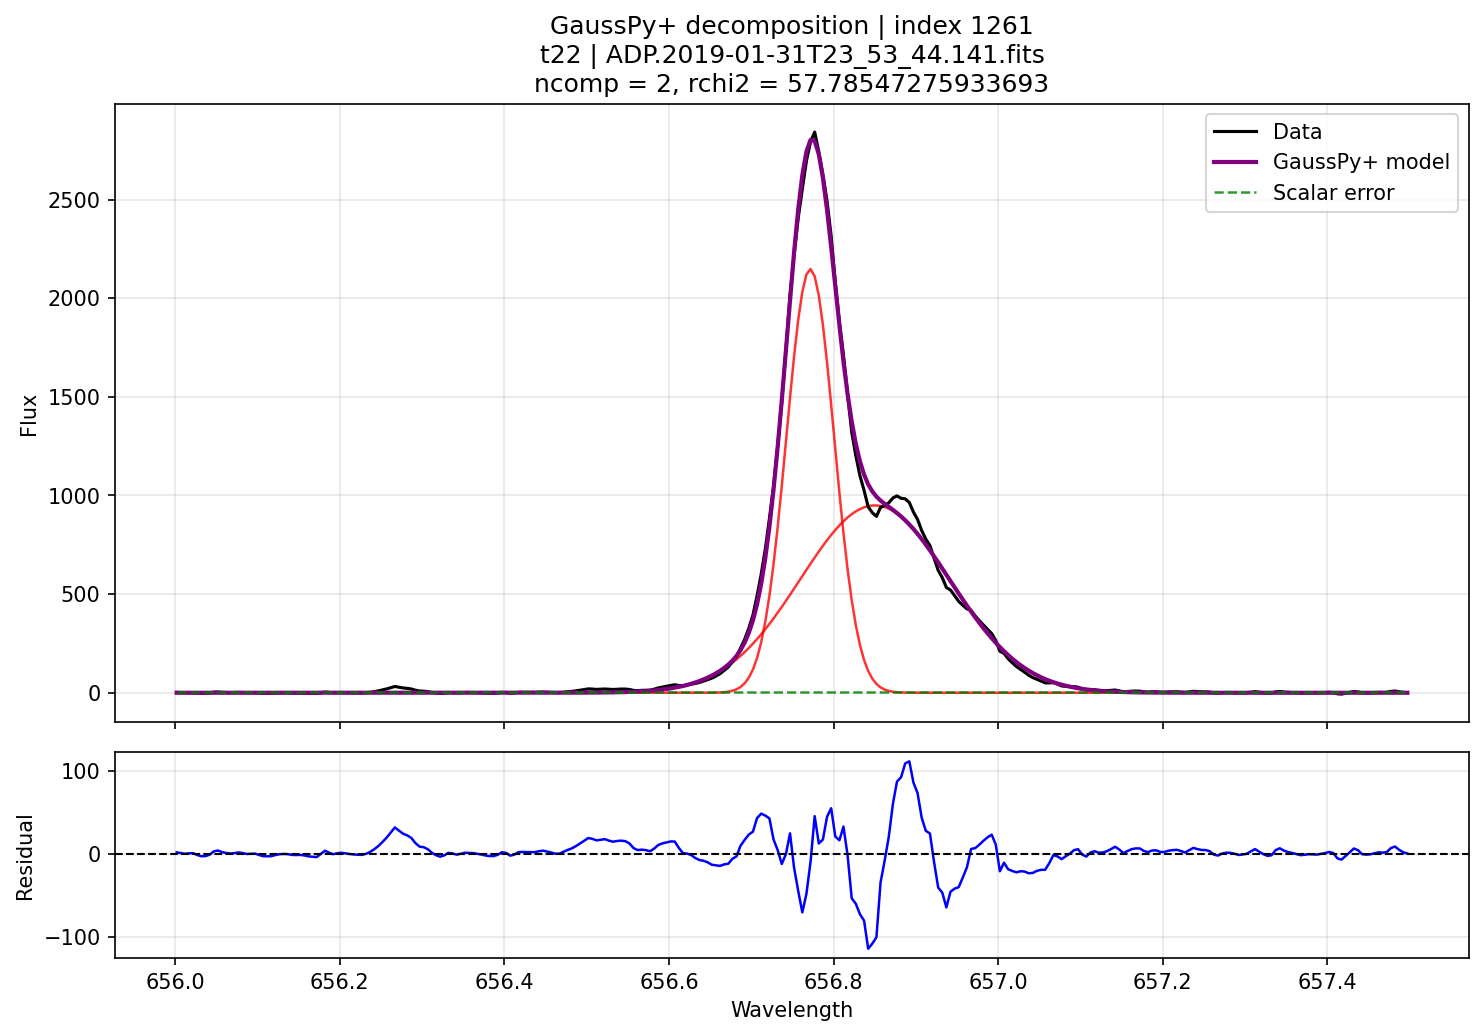 GaussPy+ decomposition | index 1261
t22 | ADP.2019-01-31T23_53_44.141.fits
ncomp = 2, rchi2 = 57.78547275933693
Data
GaussPy+ model
Scalar error
Flux
2500
2000
1500
1000
500
0
Residual
100
0
−100
656.0 656.2 656.4 656.6 656.8 657.0 657.2 657.4
Wavelength